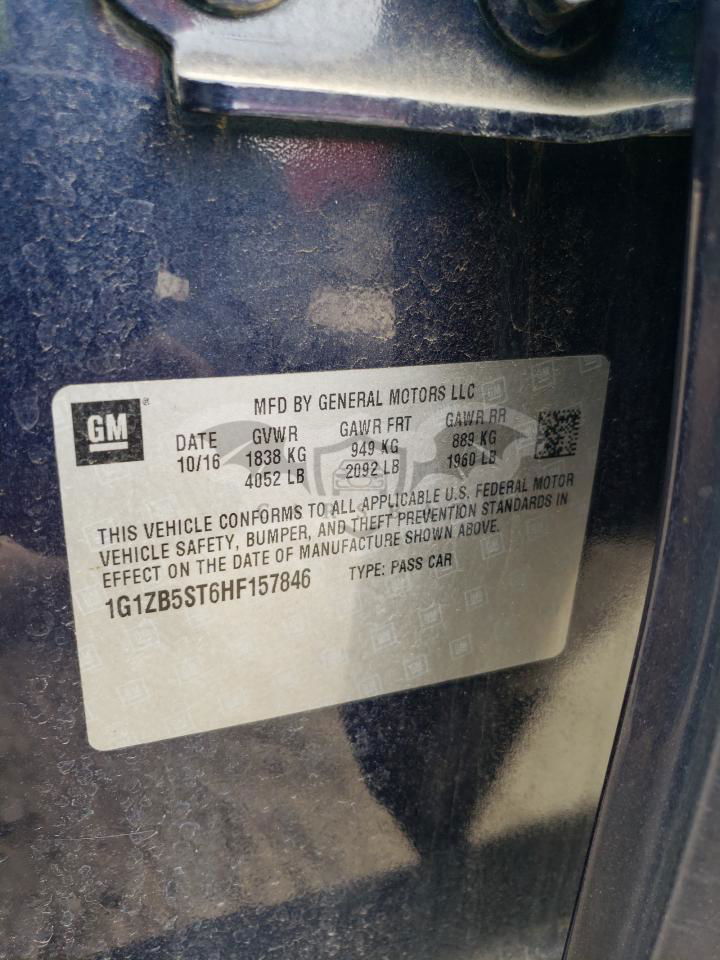 GM
MFD BY GENERAL MOTORS LLC
DATE GVWR GAWR FRT GAWR RR
10/16 1838 KG 949 KG 889 KG
4052 LB 2092 LB 1960 LB
THIS VEHICLE CONFORMS TO ALL APPLICABLE U.S. FEDERAL MOTOR
VEHICLE SAFETY, BUMPER, AND THEFT PREVENTION STANDARDS IN
EFFECT ON THE DATE OF MANUFACTURE SHOWN ABOVE.
1G1ZB5ST6HF157846 TYPE: PASS CAR